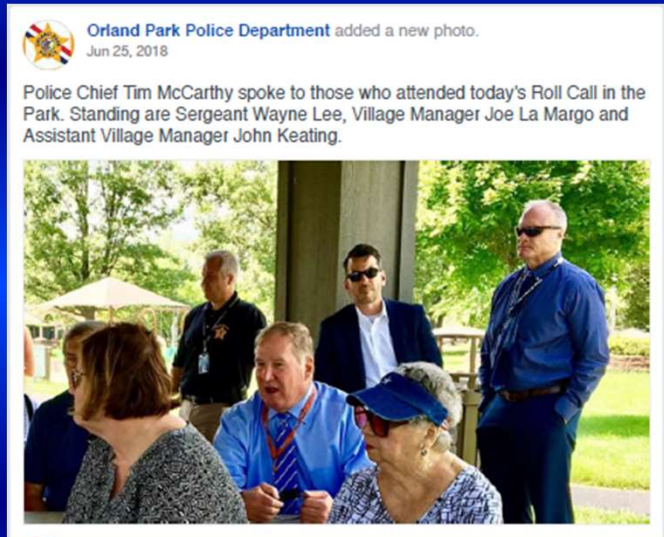 Orland Park Police Department added a new photo.
Jun 25, 2018
Police Chief Tim McCarthy spoke to those who attended today's Roll Call in the
Park. Standing are Sergeant Wayne Lee, Village Manager Joe La Margo and
Assistant Village Manager John Keating.